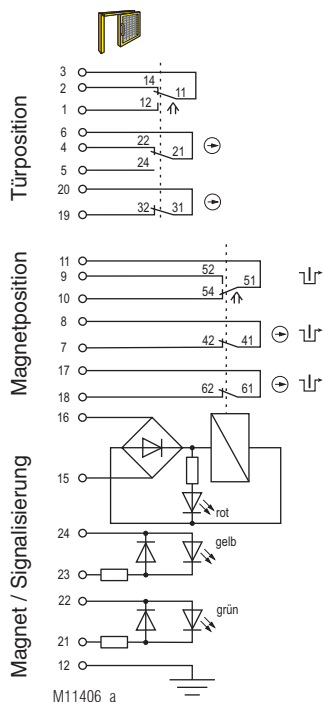 Türposition
3
2 14 11
1 12
6
4 22 21
5 24
20
19 32 31
Magnetposition
11
9 52 51
10 54
8
7 42 41
17
18 62 61
Magnet / Signalisierung
16
15
rot
24
gelb
23
22
grün
21
12
M11406_a